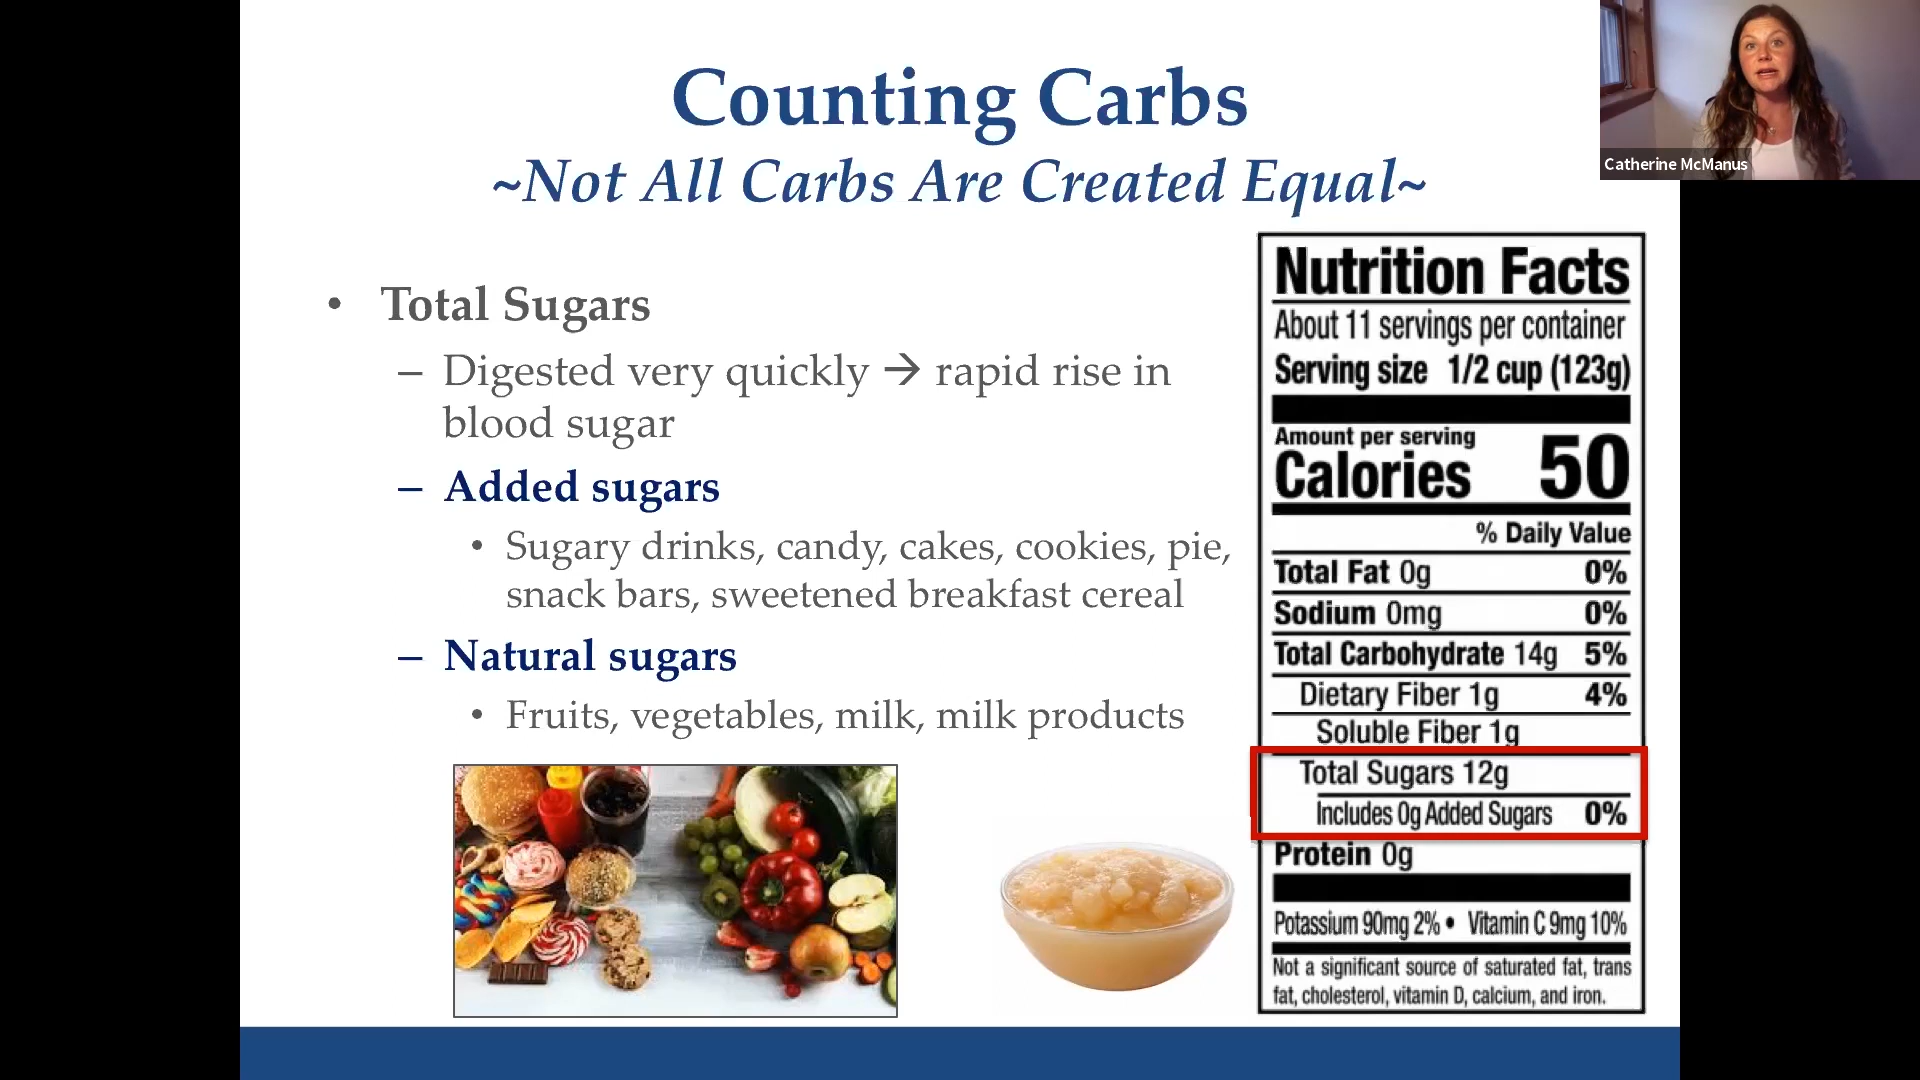 Counting Carbs
~Not All Carbs Are Created Equal~
Catherine McManus
• Total Sugars
– Digested very quickly → rapid rise in
blood sugar
– Added sugars
• Sugary drinks, candy, cakes, cookies, pie,
snack bars, sweetened breakfast cereal
– Natural sugars
• Fruits, vegetables, milk, milk products
Nutrition Facts
About 11 servings per container
Serving size 1/2 cup (123g)
Amount per serving
Calories 50
% Daily Value
Total Fat 0g 0%
Sodium 0mg 0%
Total Carbohydrate 14g 5%
Dietary Fiber 1g 4%
Soluble Fiber 1g
Total Sugars 12g
Includes 0g Added Sugars 0%
Protein 0g
Potassium 90mg 2% • Vitamin C 9mg 10%
Not a significant source of saturated fat, trans
fat, cholesterol, vitamin D, calcium, and iron.